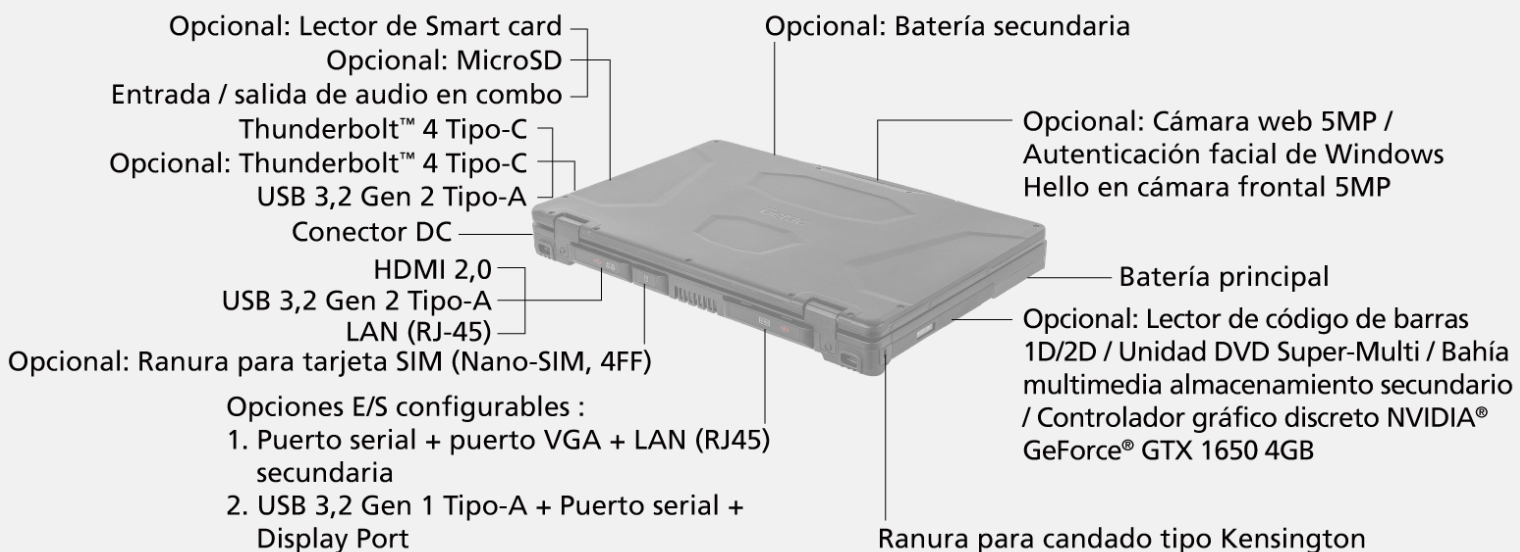 Opcional: Lector de Smart card
Opcional: MicroSD
Entrada / salida de audio en combo
Thunderbolt™ 4 Tipo-C
Opcional: Thunderbolt™ 4 Tipo-C
USB 3,2 Gen 2 Tipo-A
Conector DC
HDMI 2,0
USB 3,2 Gen 2 Tipo-A
LAN (RJ-45)
Opcional: Ranura para tarjeta SIM (Nano-SIM, 4FF)
Opciones E/S configurables :
1. Puerto serial + puerto VGA + LAN (RJ45)
secundaria
2. USB 3,2 Gen 1 Tipo-A + Puerto serial +
Display Port
Opcional: Batería secundaria
Opcional: Cámara web 5MP /
Autenticación facial de Windows
Hello en cámara frontal 5MP
Batería principal
Opcional: Lector de código de barras
1D/2D / Unidad DVD Super-Multi / Bahía
multimedia almacenamiento secundario
/ Controlador gráfico discreto NVIDIA®
GeForce® GTX 1650 4GB
Ranura para candado tipo Kensington
Getac